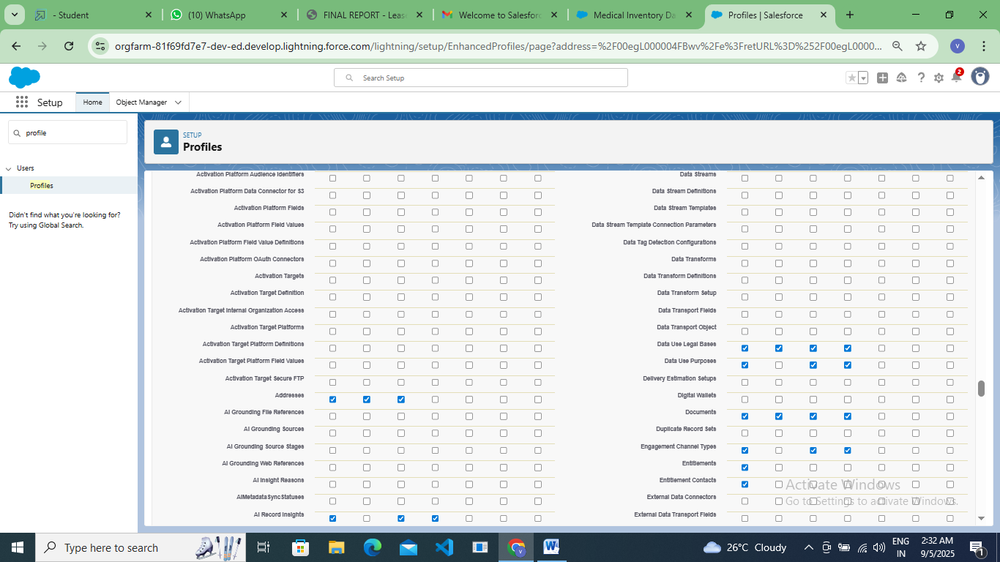 - Student
(10) WhatsApp
FINAL REPORT - Leas
Welcome to Salesforc
Medical Inventory Da
Profiles | Salesforce
orgfarm-81f69fd7e7-dev-ed.develop.lightning.force.com/lightning/setup/EnhancedProfiles/page?address=%2F00egL000004FBwv%2Fe%3FretURL%3D%252F00egL0000...
V
Search Setup
2
Setup
Home
Object Manager
profile
Users
Profiles
Didn't find what you're looking for?
Try using Global Search.
SETUP
Profiles
Activation Platform Audience Identifiers
Activation Platform Data Connector for S3
Activation Platform Fields
Activation Platform Field Values
Activation Platform Field Value Definitions
Activation Platform OAuth Connectors
Activation Targets
Activation Target Definition
Activation Target Internal Organization Access
Activation Target Platforms
Activation Target Platform Definitions
Activation Target Platform Field Values
Activation Target Secure FTP
Addresses
AI Grounding File References
AI Grounding Sources
AI Grounding Source Stages
AI Grounding Web References
AI Insight Reasons
AIMetadataSyncStatuses
AI Record Insights
Data Streams
Data Stream Definitions
Data Stream Templates
Data Stream Template Connection Parameters
Data Tag Detection Configurations
Data Transforms
Data Transform Definitions
Data Transform Setup
Data Transport Fields
Data Transport Object
Data Use Legal Bases
Data Use Purposes
Delivery Estimation Setups
Digital Wallets
Documents
Duplicate Record Sets
Engagement Channel Types
Entitlements
Entitlement Contacts
External Data Connectors
External Data Transport Fields
Activate Windows
Go to Settings to activate Windows.
Type here to search
26°C Cloudy
ENG
IN
2:32 AM
9/5/2025
1